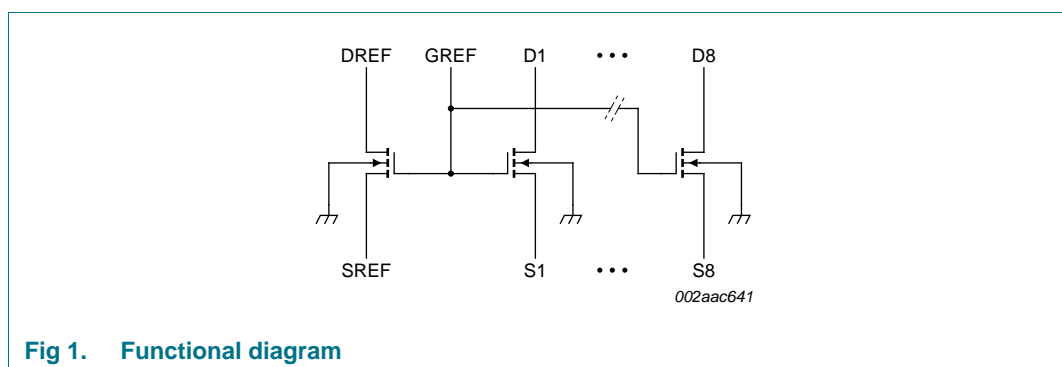 DREF GREF D1 • • • D8
SREF S1 • • • S8
002aac641
Fig 1. Functional diagram